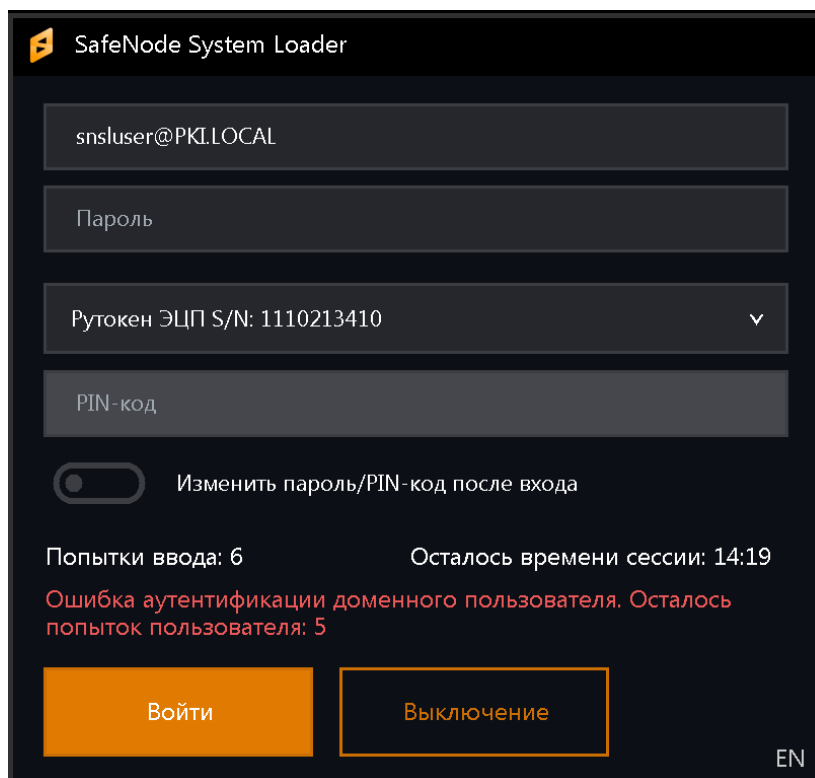 SafeNode System Loader
snsluser@PKI.LOCAL
Пароль
Рутокен ЭЦП S/N: 1110213410
PIN-код
Изменить пароль/PIN-код после входа
Попытки ввода: 6 Осталось времени сессии: 14:19
Ошибка аутентификации доменного пользователя. Осталось
попыток пользователя: 5
Войти Выключение
EN